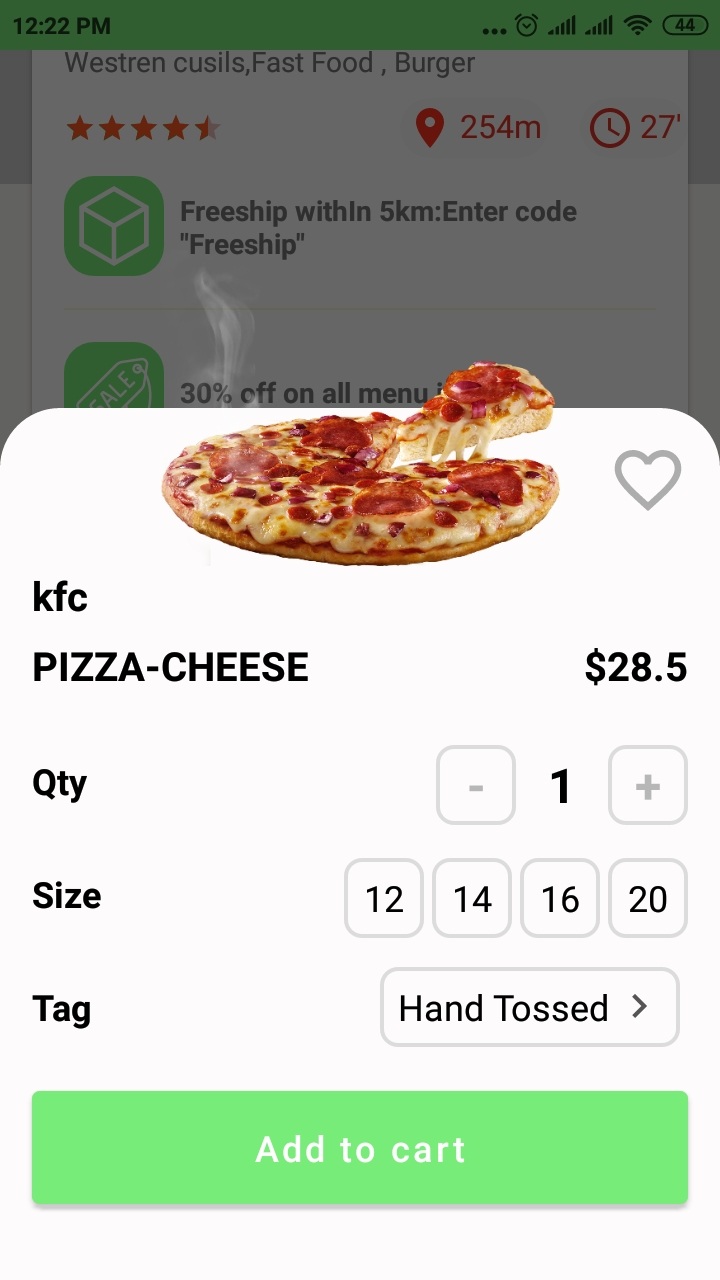 12:22 PM
44
Westren cusils,Fast Food , Burger
254m
27'
Freeship withIn 5km:Enter code
"Freeship"
SALE
30% off on all menu
kfc
PIZZA-CHEESE
$28.5
Qty
- 1 +
Size
12 14 16 20
Tag
Hand Tossed >
Add to cart